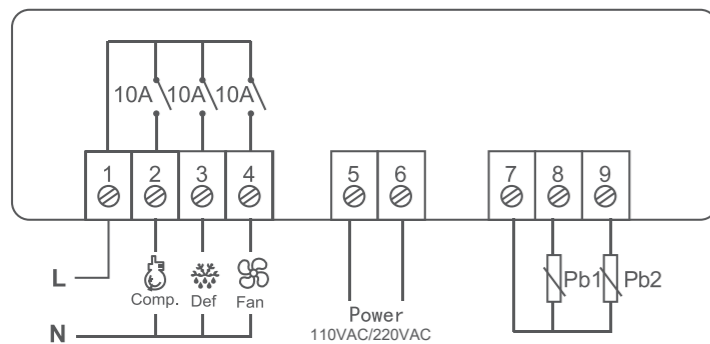 10A 10A 10A
1 2 3 4 5 6 7 8 9
L
Comp. Def Fan
Pb1 Pb2
N
Power
110VAC/220VAC